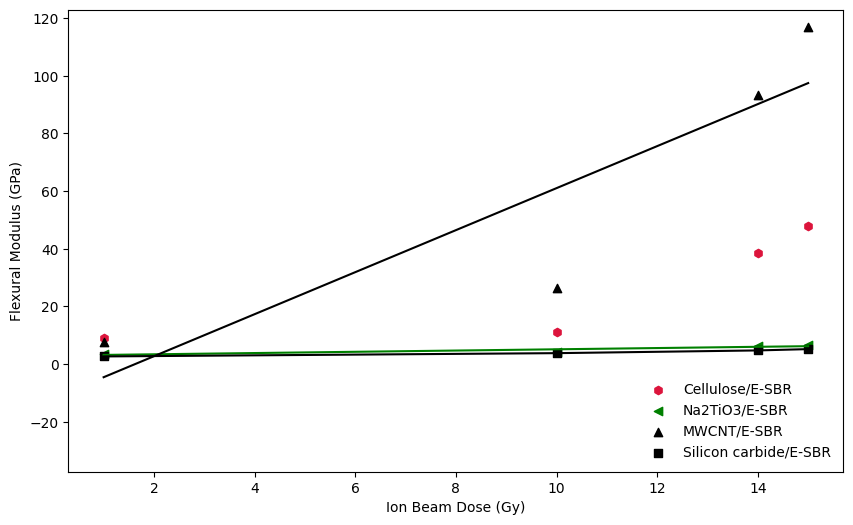 120
100
80
60
40
20
0
−20
Flexural Modulus (GPa)
Cellulose/E-SBR
Na2TiO3/E-SBR
MWCNT/E-SBR
Silicon carbide/E-SBR
2 4 6 8 10 12 14
Ion Beam Dose (Gy)